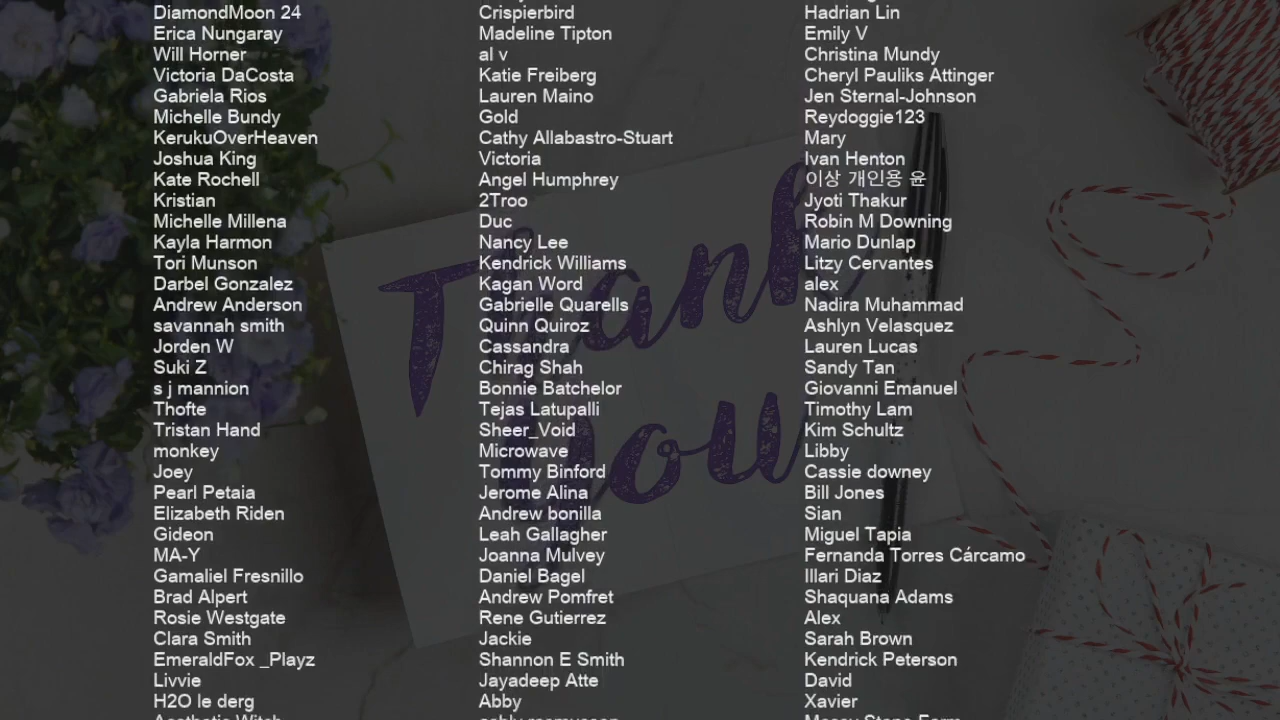 DiamondMoon 24
Erica Nungaray
Will Horner
Victoria DaCosta
Gabriela Rios
Michelle Bundy
KerukuOverHeaven
Joshua King
Kate Rochell
Kristian
Michelle Millena
Kayla Harmon
Tori Munson
Darbel Gonzalez
Andrew Anderson
savannah smith
Jorden W
Suki Z
s j mannion
Thofte
Tristan Hand
monkey
Joey
Pearl Petaia
Elizabeth Riden
Gideon
MA-Y
Gamaliel Fresnillo
Brad Alpert
Rosie Westgate
Clara Smith
EmeraldFox _Playz
Livvie
H2O le derg
Crispierbird
Madeline Tipton
al v
Katie Freiberg
Lauren Maino
Gold
Cathy Allabastro-Stuart
Victoria
Angel Humphrey
2Troo
Duc
Nancy Lee
Kendrick Williams
Kagan Word
Gabrielle Quarells
Quinn Quiroz
Cassandra
Chirag Shah
Bonnie Batchelor
Tejas Latupalli
Sheer_Void
Microwave
Tommy Binford
Jerome Alina
Andrew bonilla
Leah Gallagher
Joanna Mulvey
Daniel Bagel
Andrew Pomfret
Rene Gutierrez
Jackie
Shannon E Smith
Jayadeep Atte
Abby
Hadrian Lin
Emily V
Christina Mundy
Cheryl Pauliks Attinger
Jen Sternal-Johnson
Reydoggie123
Mary
Ivan Henton
이상 개인용 윤
Jyoti Thakur
Robin M Downing
Mario Dunlap
Litzy Cervantes
alex
Nadira Muhammad
Ashlyn Velasquez
Lauren Lucas
Sandy Tan
Giovanni Emanuel
Timothy Lam
Kim Schultz
Libby
Cassie downey
Bill Jones
Sian
Miguel Tapia
Fernanda Torres Cárcamo
Illari Diaz
Shaquana Adams
Alex
Sarah Brown
Kendrick Peterson
David
Xavier
Thank
you